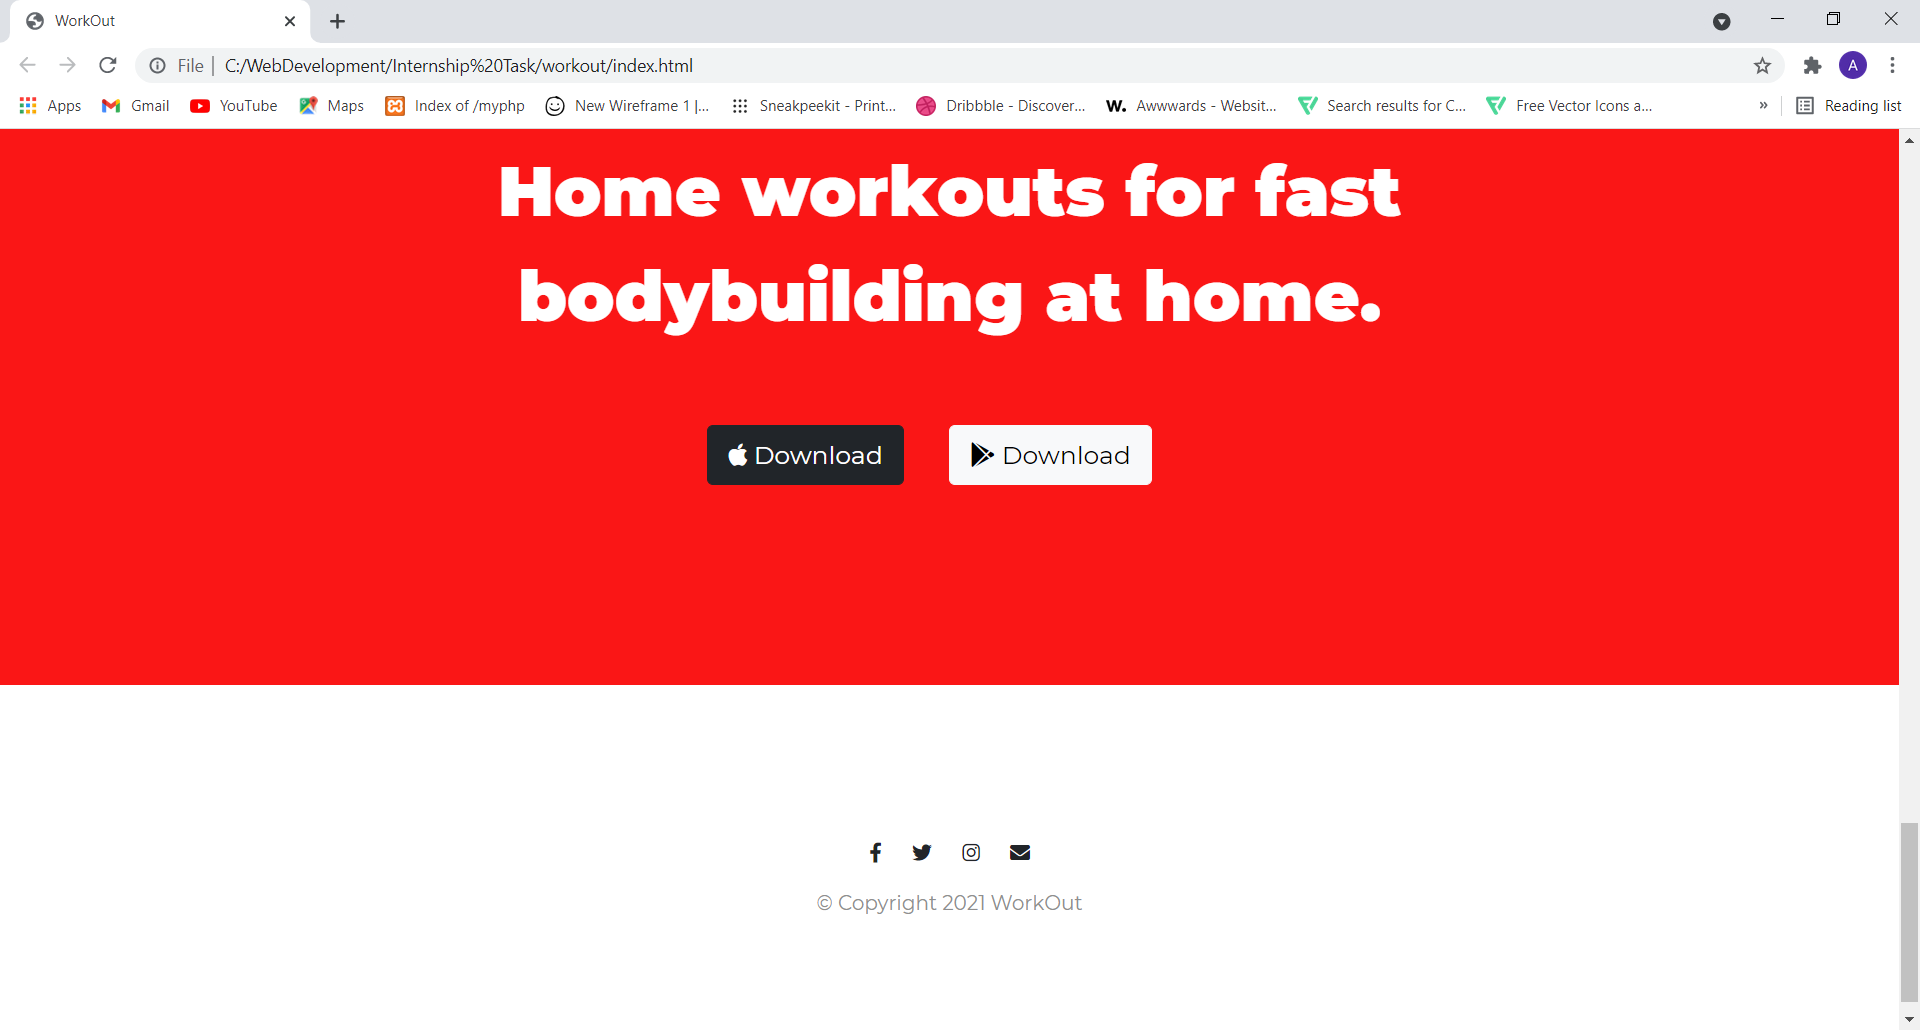 WorkOut
File | C:/WebDevelopment/Internship%20Task/workout/index.html
A
Apps Gmail YouTube Maps Index of /myphp New Wireframe 1 |... Sneakpeekit - Print... Dribbble - Discover... W. Awwwards - Websit... Search results for C... Free Vector Icons a... » Reading list
Home workouts for fast
bodybuilding at home.
Download Download
© Copyright 2021 WorkOut